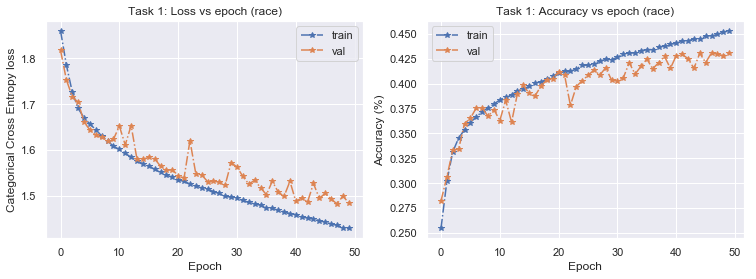 Task 1: Loss vs epoch (race)
Categorical Cross Entropy loss
1.8
1.7
1.6
1.5
train
val
0
10
20
30
40
50
Epoch
Task 1: Accuracy vs epoch (race)
Accuracy (%)
0.450
0.425
0.400
0.375
0.350
0.325
0.300
0.275
0.250
train
val
0
10
20
30
40
50
Epoch